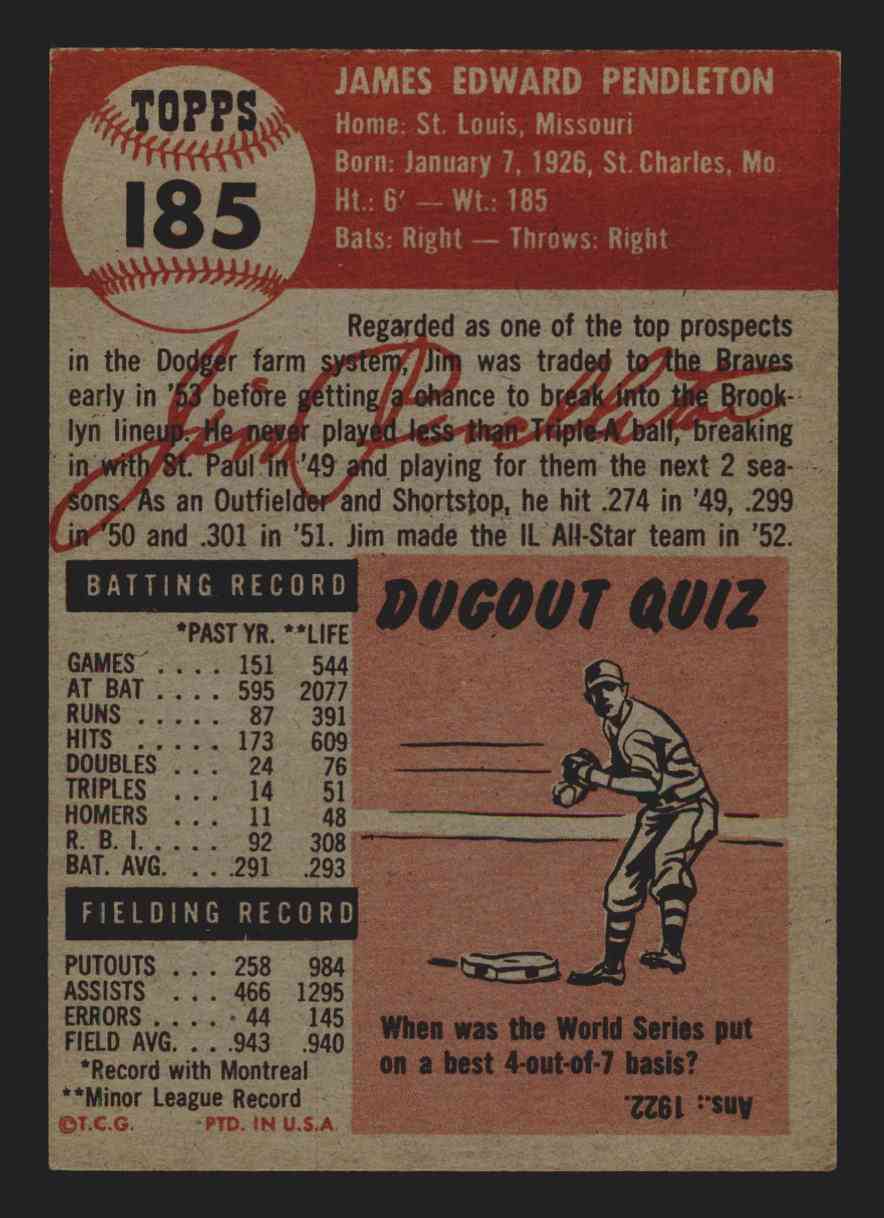 TOPPS
185
JAMES EDWARD PENDLETON
Home: St. Louis, Missouri
Born: January 7, 1926, St. Charles, Mo.
Ht.: 6′ — Wt.: 185
Bats: Right — Throws: Right
Regarded as one of the top prospects
in the Dodger farm system, Jim was traded to the Braves
early in '53 before getting a chance to break into the Brook-
lyn lineup. He never played less than Triple-A ball, breaking
in with St. Paul in '49 and playing for them the next 2 sea-
sons. As an Outfielder and Shortstop, he hit .274 in '49, .299
in '50 and .301 in '51. Jim made the IL All-Star team in '52.
Jim Pendleton
BATTING RECORD
*PAST YR. **LIFE
GAMES . . . . 151 544
AT BAT . . . . 595 2077
RUNS . . . . . 87 391
HITS . . . . . 173 609
DOUBLES . . . 24 76
TRIPLES . . . 14 51
HOMERS . . . 11 48
R. B. I. . . . . 92 308
BAT. AVG. . . .291 .293
FIELDING RECORD
PUTOUTS . . . 258 984
ASSISTS . . . 466 1295
ERRORS . . . . 44 145
FIELD AVG. . . .943 .940
*Record with Montreal
**Minor League Record
©T.C.G. PTD. IN U.S.A.
DUGOUT QUIZ
When was the World Series put
on a best 4-out-of-7 basis?
Ans.: 1922.